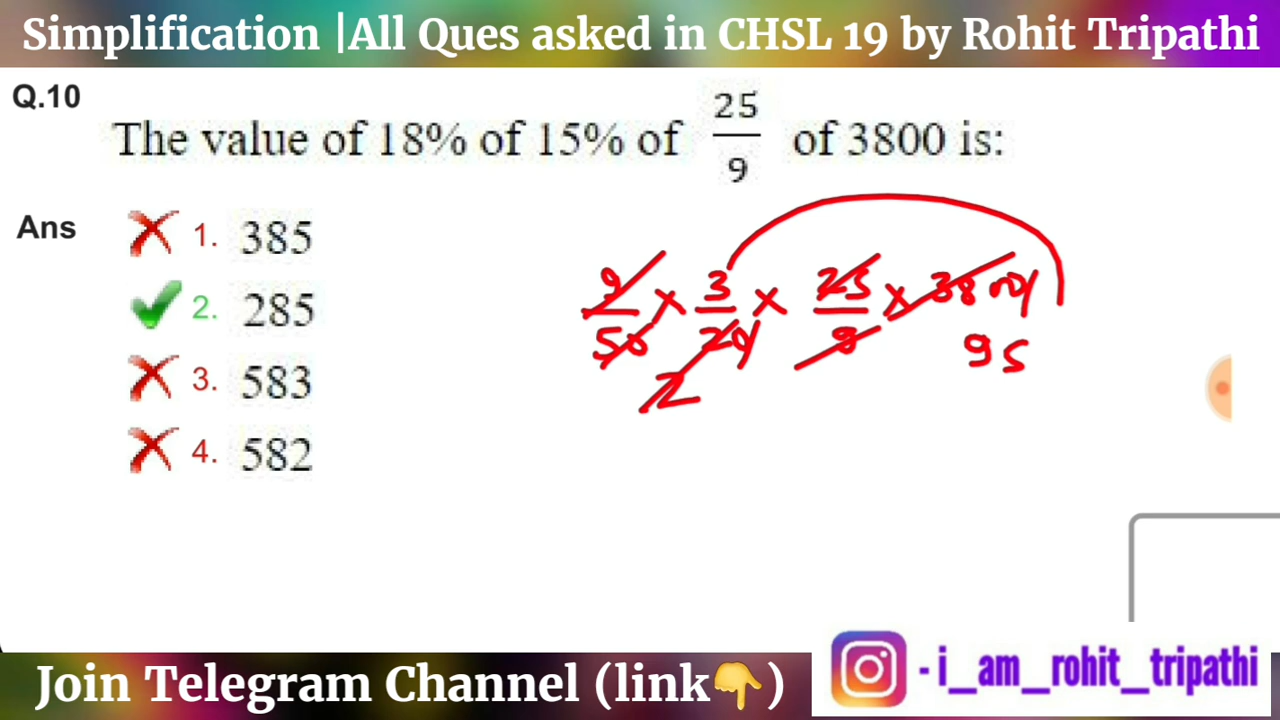 Simplification |All Ques asked in CHSL 19 by Rohit Tripathi
Q.10
The value of 18% of 15% of 25/9 of 3800 is:
Ans
1. 385
2. 285
3. 583
4. 582
9/50 × 3/20 × 25/9 × 3800
2
95
Join Telegram Channel (link👇)
-i_am_rohit_tripathi